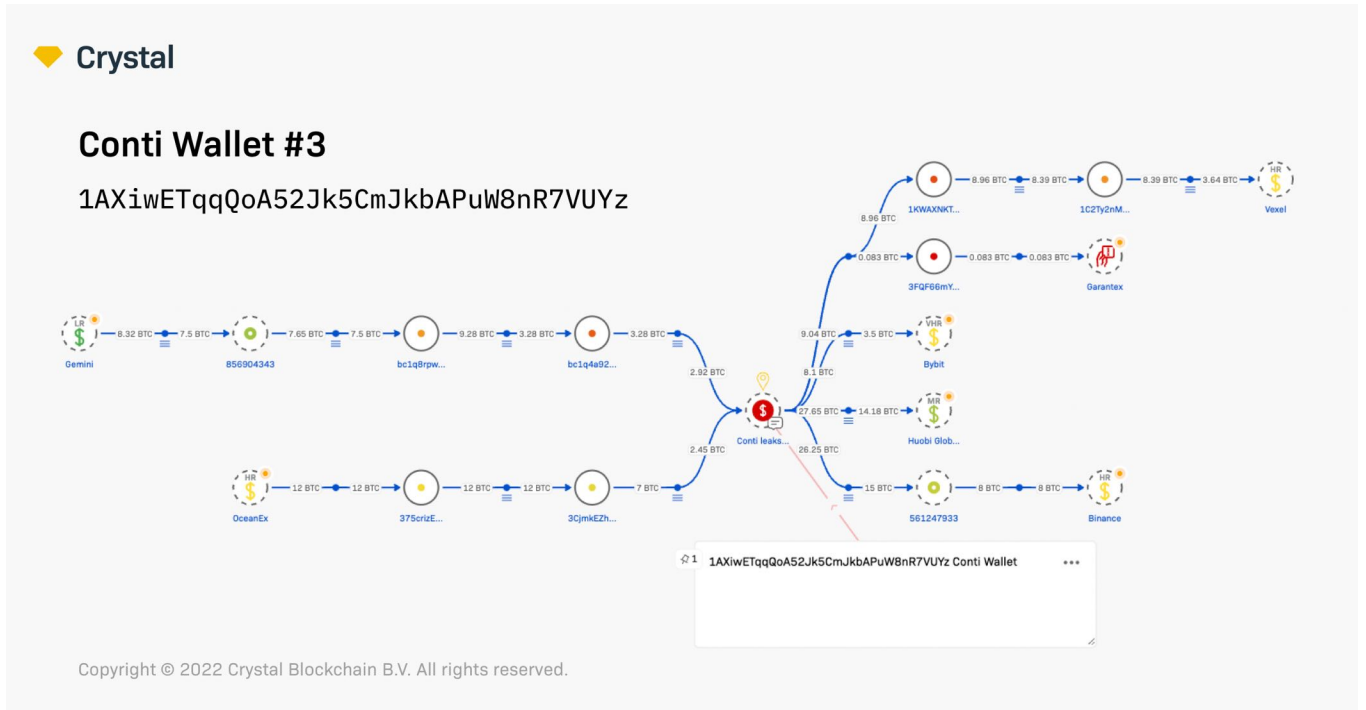 Crystal
Conti Wallet #3
1AXiwETqqQoA52Jk5CmJkbAPuW8nR7VUYz
8.96 BTC
8.96 BTC 8.39 BTC
8.39 BTC 3.64 BTC
HR
1KWAXNKT...
1C2Ty2nM...
Vexel
0.083 BTC
0.083 BTC 0.083 BTC
3FQF66mY...
Garantex
LR
8.32 BTC 7.5 BTC
7.65 BTC 7.5 BTC
9.28 BTC 3.28 BTC
3.28 BTC
9.04 BTC
3.5 BTC
VHR
Gemini
856904343
bc1q8rpw...
bc1q4a92...
Bybit
2.92 BTC
8.1 BTC
27.65 BTC 14.18 BTC
MR
Conti leaks...
Huobi Glob...
2.45 BTC
26.25 BTC
HR
12 BTC 12 BTC
12 BTC 12 BTC
7 BTC
15 BTC
8 BTC 8 BTC
HR
OceanEx
375crizE...
3CjmkEZh...
561247933
Binance
1
1AXiwETqqQoA52Jk5CmJkbAPuW8nR7VUYz Conti Wallet
Copyright © 2022 Crystal Blockchain B.V. All rights reserved.